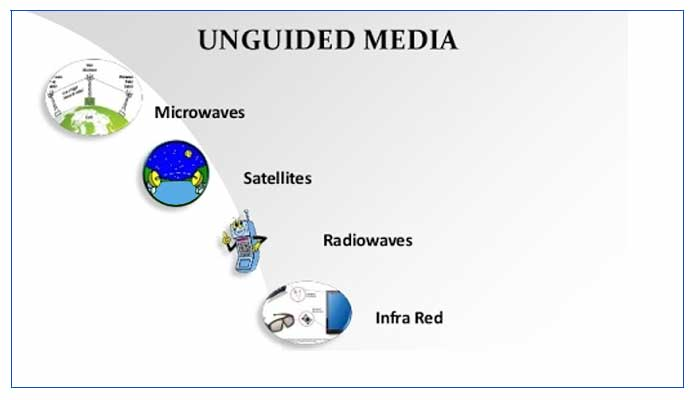 UNGUIDED MEDIA
Microwaves
Satellites
Radiowaves
Infra Red